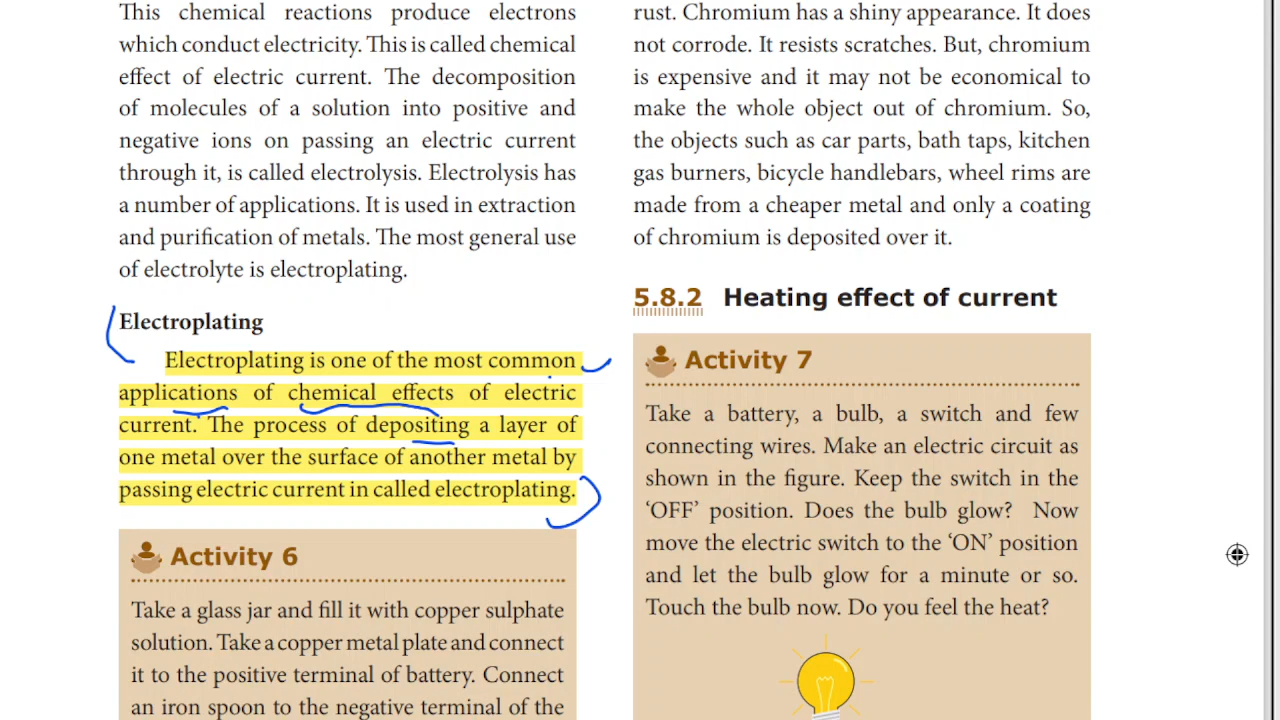 This chemical reactions produce electrons
which conduct electricity. This is called chemical
effect of electric current. The decomposition
of molecules of a solution into positive and
negative ions on passing an electric current
through it, is called electrolysis. Electrolysis has
a number of applications. It is used in extraction
and purification of metals. The most general use
of electrolyte is electroplating.
Electroplating
Electroplating is one of the most common
applications of chemical effects of electric
current. The process of depositing a layer of
one metal over the surface of another metal by
passing electric current in called electroplating.
Activity 6
Take a glass jar and fill it with copper sulphate
solution. Take a copper metal plate and connect
it to the positive terminal of battery. Connect
an iron spoon to the negative terminal of the
rust. Chromium has a shiny appearance. It does
not corrode. It resists scratches. But, chromium
is expensive and it may not be economical to
make the whole object out of chromium. So,
the objects such as car parts, bath taps, kitchen
gas burners, bicycle handlebars, wheel rims are
made from a cheaper metal and only a coating
of chromium is deposited over it.
5.8.2 Heating effect of current
Activity 7
Take a battery, a bulb, a switch and few
connecting wires. Make an electric circuit as
shown in the figure. Keep the switch in the
‘OFF’ position. Does the bulb glow? Now
move the electric switch to the ‘ON’ position
and let the bulb glow for a minute or so.
Touch the bulb now. Do you feel the heat?